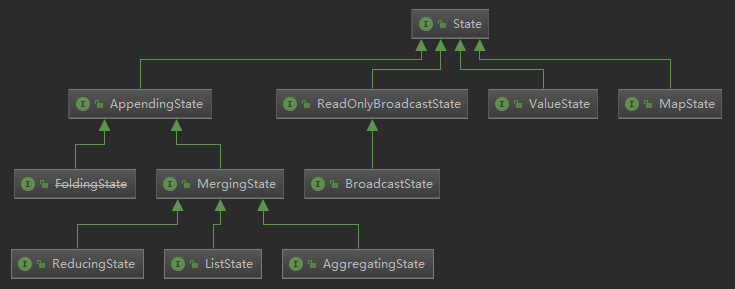 State
AppendingState
ReadOnlyBroadcastState
ValueState
MapState
FoldingState
MergingState
BroadcastState
ReducingState
ListState
AggregatingState